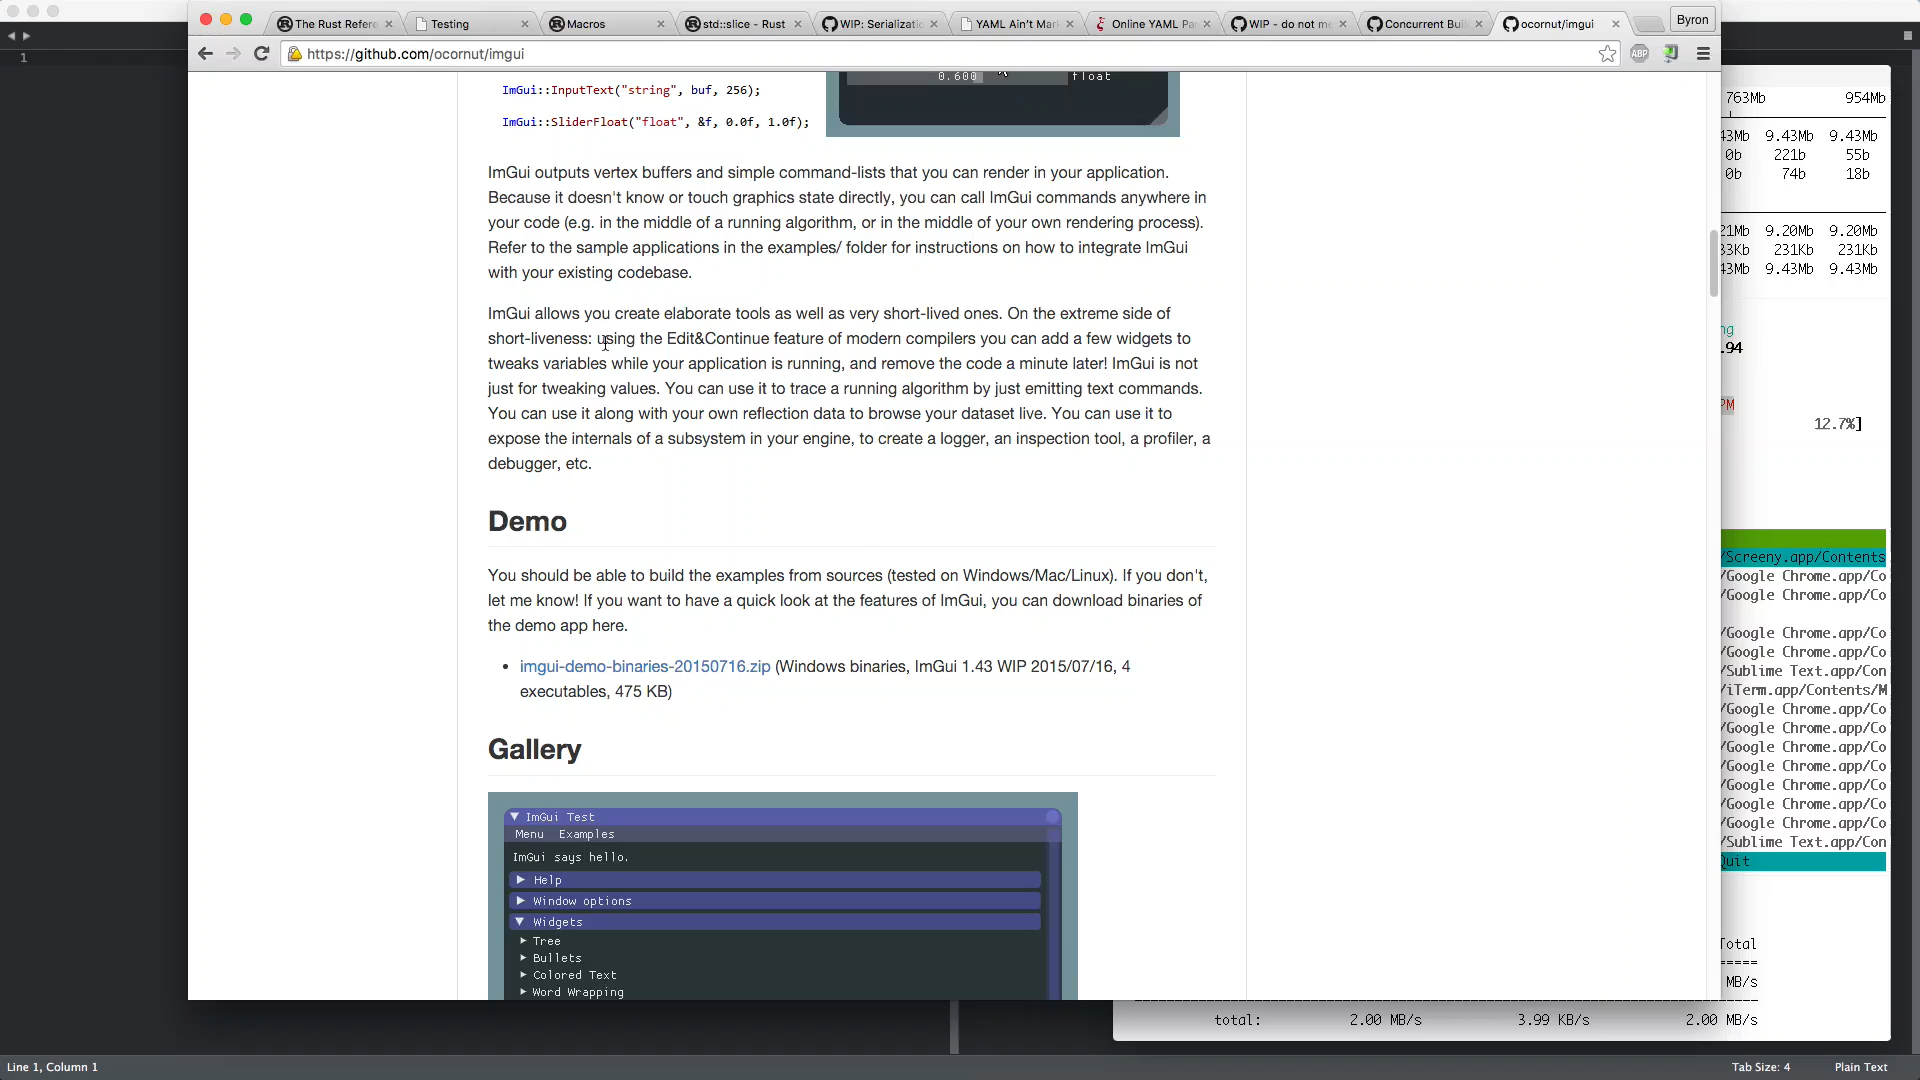 The Rust Refere
Testing
Macros
std::slice - Rust
WIP: Serializatio
YAML Ain't Mar
Online YAML Pa
WIP - do not me
Concurrent Buil
ocornut/imgui
Byron
https://github.com/ocornut/imgui
ABP
1
0.600 float
ImGui::InputText("string", buf, 256);
ImGui::SliderFloat("float", &f, 0.0f, 1.0f);
ImGui outputs vertex buffers and simple command-lists that you can render in your application.
Because it doesn't know or touch graphics state directly, you can call ImGui commands anywhere in
your code (e.g. in the middle of a running algorithm, or in the middle of your own rendering process).
Refer to the sample applications in the examples/ folder for instructions on how to integrate ImGui
with your existing codebase.
ImGui allows you create elaborate tools as well as very short-lived ones. On the extreme side of
short-liveness: using the Edit&Continue feature of modern compilers you can add a few widgets to
tweaks variables while your application is running, and remove the code a minute later! ImGui is not
just for tweaking values. You can use it to trace a running algorithm by just emitting text commands.
You can use it along with your own reflection data to browse your dataset live. You can use it to
expose the internals of a subsystem in your engine, to create a logger, an inspection tool, a profiler, a
debugger, etc.
Demo
You should be able to build the examples from sources (tested on Windows/Mac/Linux). If you don't,
let me know! If you want to have a quick look at the features of ImGui, you can download binaries of
the demo app here.
• imgui-demo-binaries-20150716.zip (Windows binaries, ImGui 1.43 WIP 2015/07/16, 4
executables, 475 KB)
Gallery
ImGui Test
Menu Examples
ImGui says hello.
Help
Window options
Widgets
Tree
Bullets
Colored Text
Word Wrapping
763Mb 954Mb
43Mb 9.43Mb 9.43Mb
0b 221b 55b
0b 74b 18b
21Mb 9.20Mb 9.20Mb
33Kb 231Kb 231Kb
43Mb 9.43Mb 9.43Mb
ng
.94
PM
12.7%]
/Screeny.app/Contents
/Google Chrome.app/Co
/Google Chrome.app/Co
/Google Chrome.app/Co
/Google Chrome.app/Co
/Sublime Text.app/Con
/iTerm.app/Contents/M
/Google Chrome.app/Co
/Google Chrome.app/Co
/Google Chrome.app/Co
/Google Chrome.app/Co
/Google Chrome.app/Co
/Google Chrome.app/Co
/Google Chrome.app/Co
/Sublime Text.app/Con
Quit
Total
=====
MB/s
total: 2.00 MB/s 3.99 KB/s 2.00 MB/s
Line 1, Column 1
Tab Size: 4
Plain Text